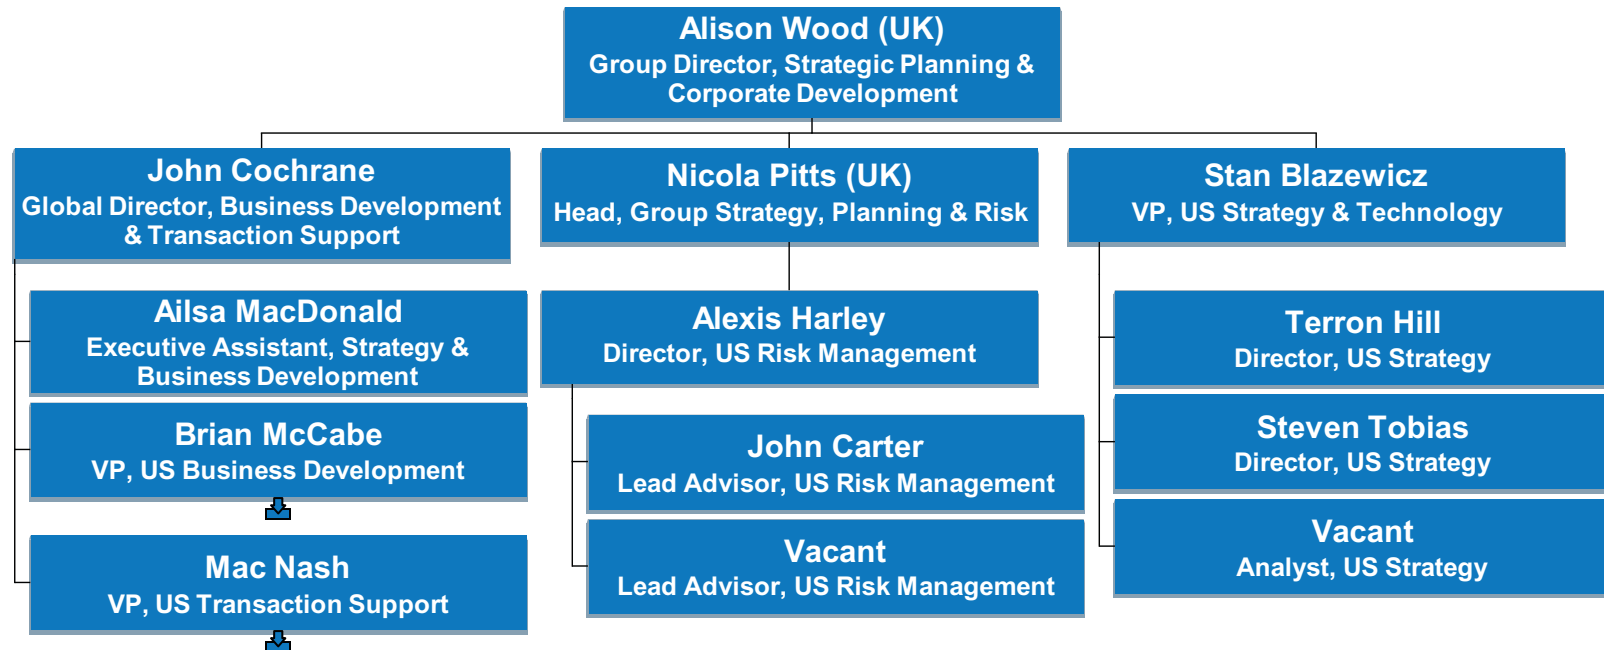 Alison Wood (UK)
Group Director, Strategic Planning &
Corporate Development
John Cochrane
Global Director, Business Development
& Transaction Support
Nicola Pitts (UK)
Head, Group Strategy, Planning & Risk
Stan Blazewicz
VP, US Strategy & Technology
Ailsa MacDonald
Executive Assistant, Strategy &
Business Development
Brian McCabe
VP, US Business Development
Mac Nash
VP, US Transaction Support
Alexis Harley
Director, US Risk Management
John Carter
Lead Advisor, US Risk Management
Vacant
Lead Advisor, US Risk Management
Terron Hill
Director, US Strategy
Steven Tobias
Director, US Strategy
Vacant
Analyst, US Strategy